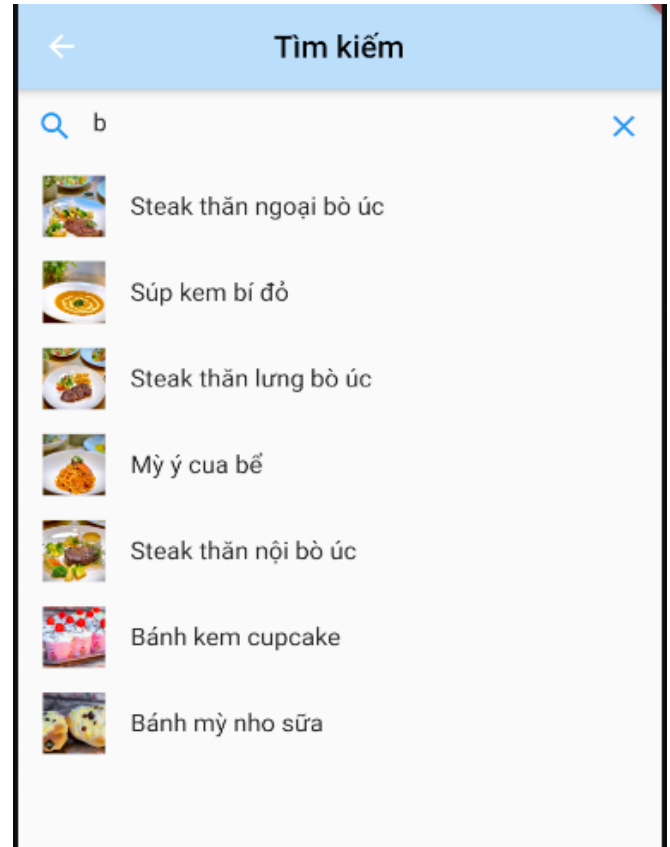 Tìm kiếm
b
Steak thăn ngoại bò úc
Súp kem bí đỏ
Steak thăn lưng bò úc
Mỳ ý cua bể
Steak thăn nội bò úc
Bánh kem cupcake
Bánh mỳ nho sữa